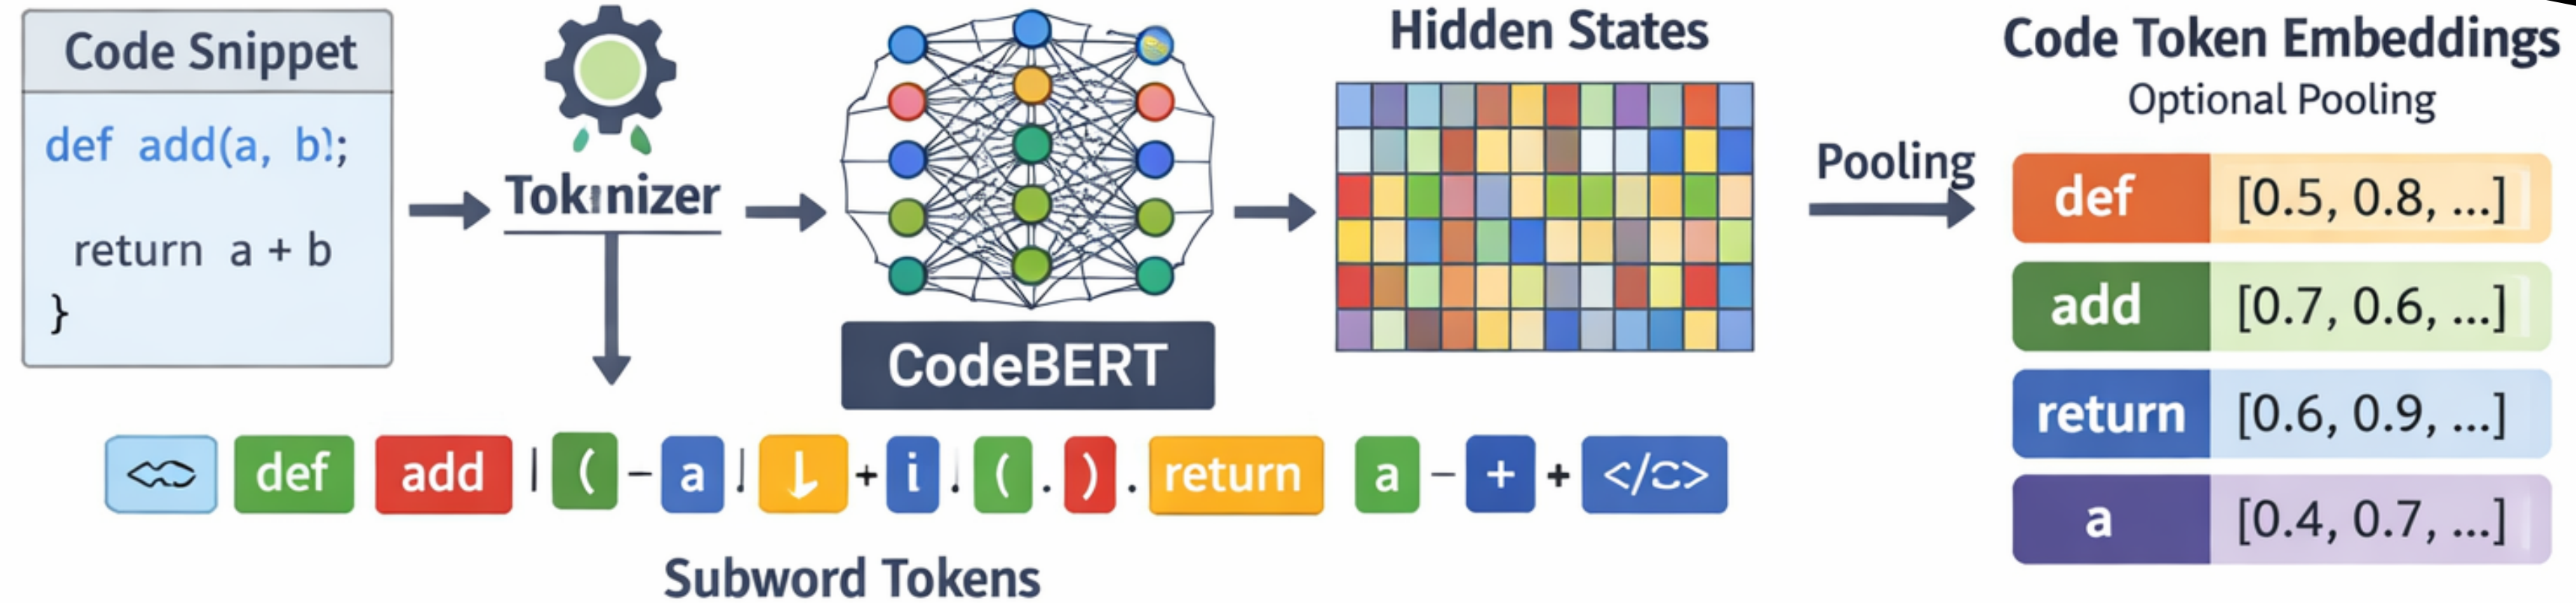 Code Snippet
def add(a, b!;
return a + b
}
Tokinizer
CodeBERT
Hidden States
Pooling
Code Token Embeddings
Optional Pooling
def [0.5, 0.8, ...]
add [0.7, 0.6, ...]
return [0.6, 0.9, ...]
a [0.4, 0.7, ...]
def add | ( - a + i . ( . ) . return a - + +
Subword Tokens